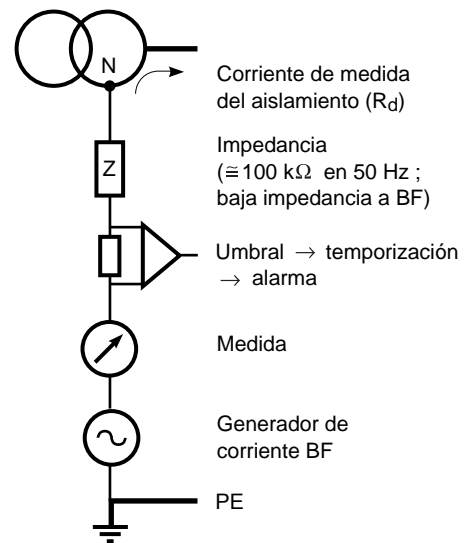 N
Corriente de medida
del aislamiento (Rd)
Z
Impedancia
(≅100 kΩ en 50 Hz ;
baja impedancia a BF)
Umbral → temporización
→ alarma
Medida
Generador de
corriente BF
PE